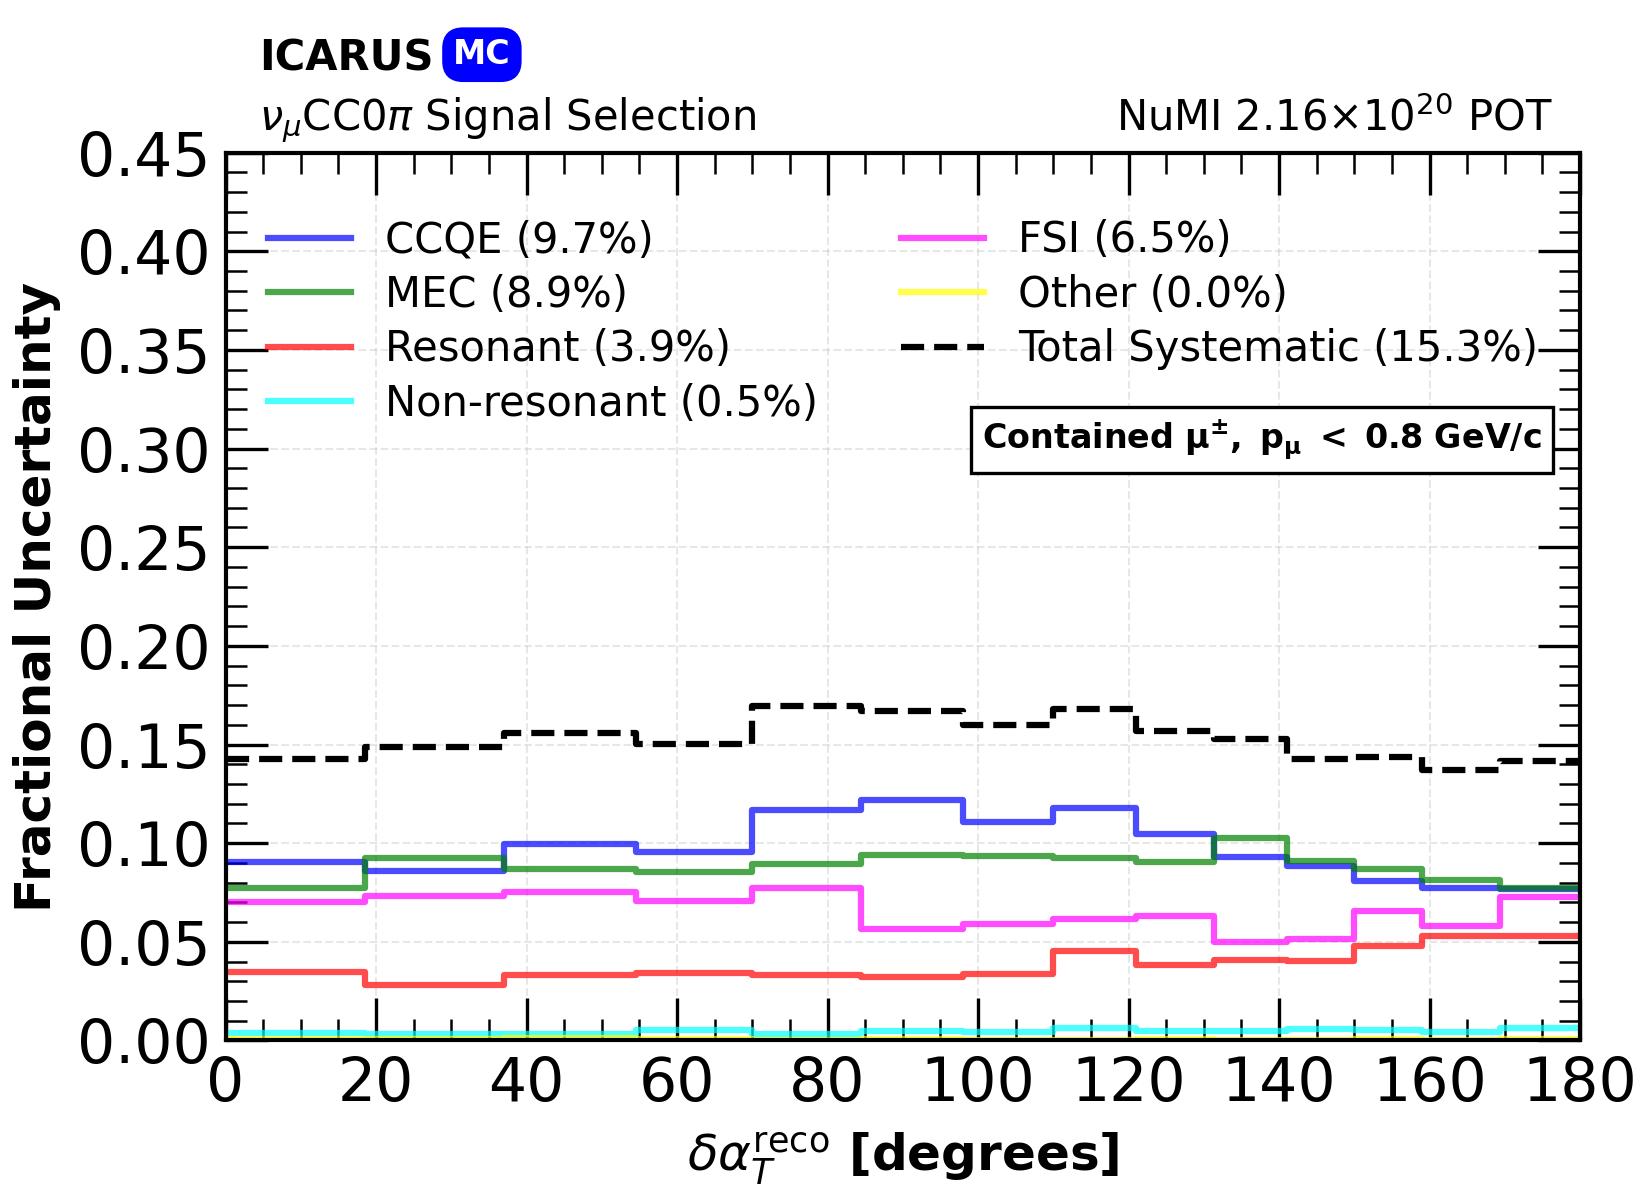 ICARUS MC
νμCC0π Signal Selection
NuMI 2.16×10²⁰ POT
CCQE (9.7%)
MEC (8.9%)
Resonant (3.9%)
Non-resonant (0.5%)
FSI (6.5%)
Other (0.0%)
Total Systematic (15.3%)
Contained μ±, pμ < 0.8 GeV/c
Fractional Uncertainty
0.45
0.40
0.35
0.30
0.25
0.20
0.15
0.10
0.05
0.00
0 20 40 60 80 100 120 140 160 180
δα_T^reco [degrees]